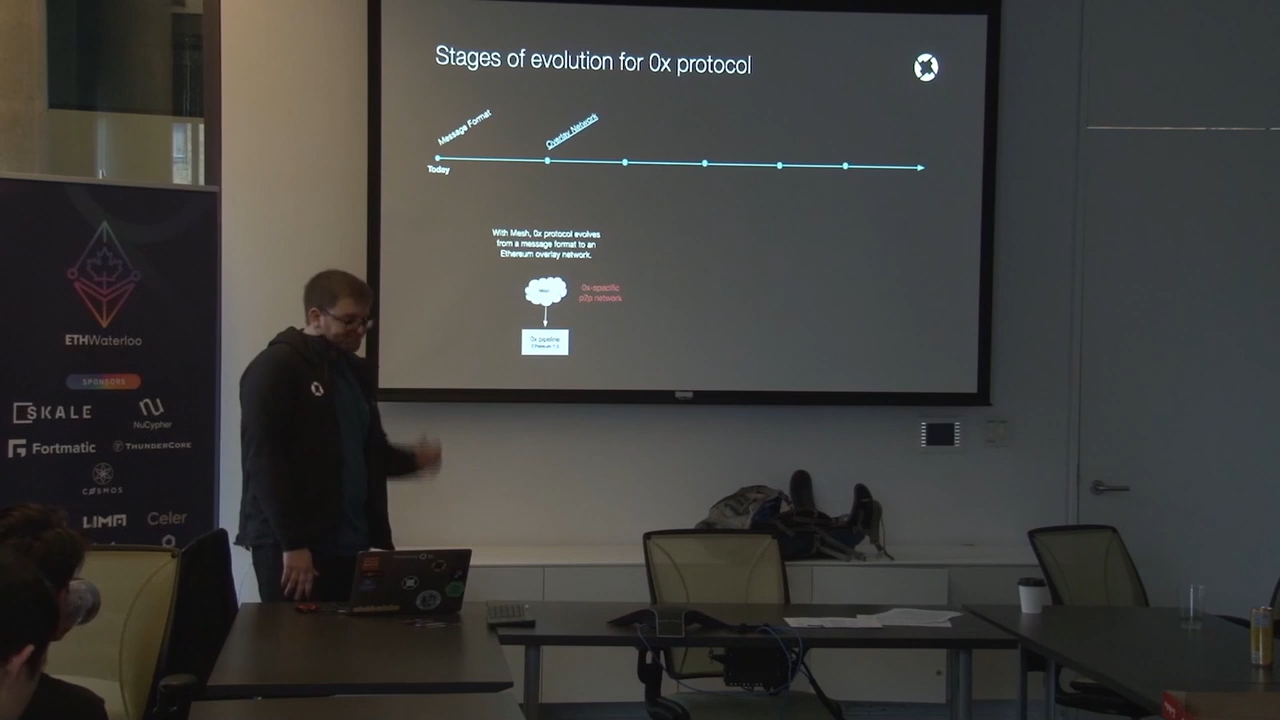 Stages of evolution for 0x protocol
Message Format
Overlay Network
Today
With Mesh, 0x protocol evolves
from a message format to an
Ethereum overlay network.
0x-specific
p2p network
0x pipeline
ETHWaterloo
SPONSORS
SKALE
NuCypher
Fortmatic
THUNDERCORE
COSMOS
LIMA
Celer